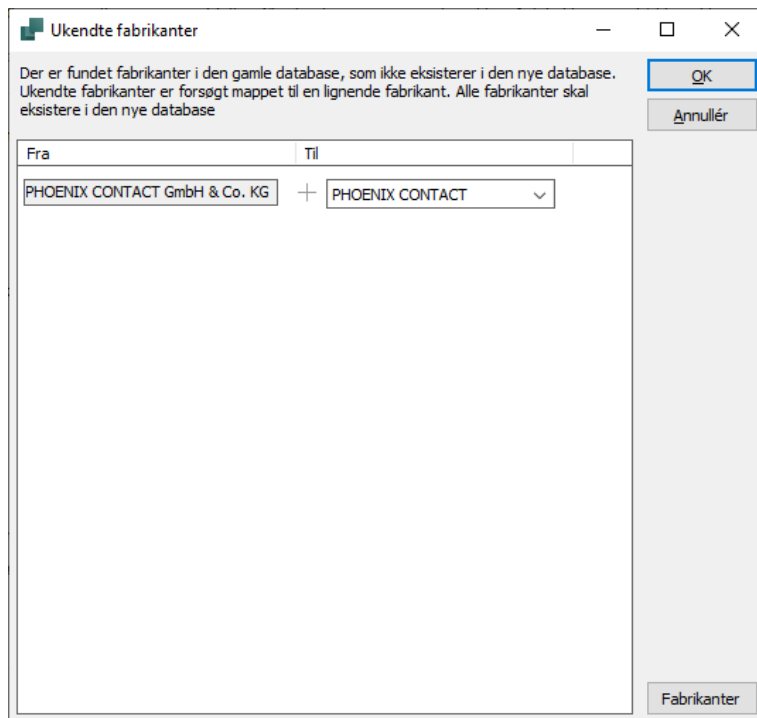 Ukendte fabrikanter
Der er fundet fabrikanter i den gamle database, som ikke eksisterer i den nye database.
Ukendte fabrikanter er forsøgt mappet til en lignende fabrikant. Alle fabrikanter skal
eksistere i den nye database
OK
Annullér
Fra Til
PHOENIX CONTACT GmbH & Co. KG PHOENIX CONTACT
Fabrikanter